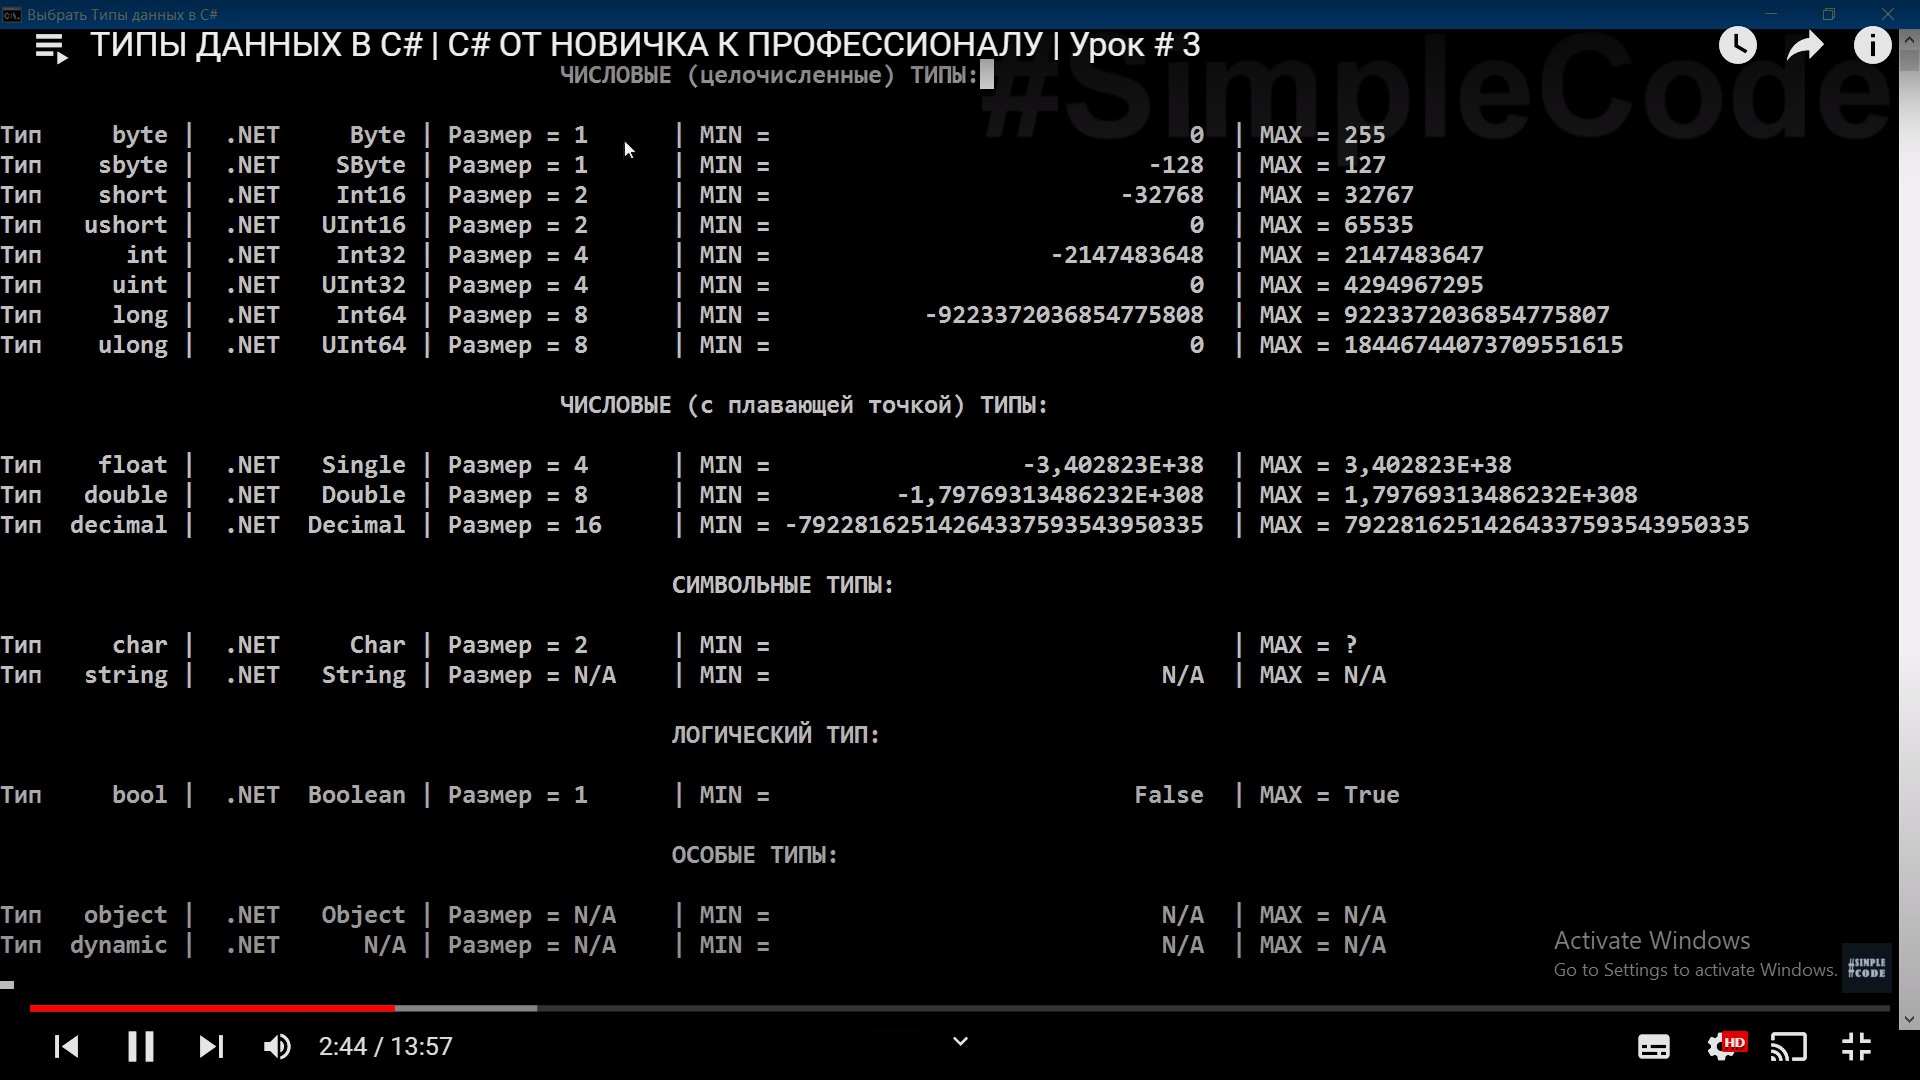 Выбрать Типы данных в C#
ТИПЫ ДАННЫХ В C# | C# ОТ НОВИЧКА К ПРОФЕССИОНАЛУ | Урок # 3
#SimpleCode
ЧИСЛОВЫЕ (целочисленные) ТИПЫ:
Тип byte | .NET Byte | Размер = 1 | MIN = 0 | MAX = 255
Тип sbyte | .NET SByte | Размер = 1 | MIN = -128 | MAX = 127
Тип short | .NET Int16 | Размер = 2 | MIN = -32768 | MAX = 32767
Тип ushort | .NET UInt16 | Размер = 2 | MIN = 0 | MAX = 65535
Тип int | .NET Int32 | Размер = 4 | MIN = -2147483648 | MAX = 2147483647
Тип uint | .NET UInt32 | Размер = 4 | MIN = 0 | MAX = 4294967295
Тип long | .NET Int64 | Размер = 8 | MIN = -9223372036854775808 | MAX = 9223372036854775807
Тип ulong | .NET UInt64 | Размер = 8 | MIN = 0 | MAX = 18446744073709551615
ЧИСЛОВЫЕ (с плавающей точкой) ТИПЫ:
Тип float | .NET Single | Размер = 4 | MIN = -3,402823E+38 | MAX = 3,402823E+38
Тип double | .NET Double | Размер = 8 | MIN = -1,79769313486232E+308 | MAX = 1,79769313486232E+308
Тип decimal | .NET Decimal | Размер = 16 | MIN = -79228162514264337593543950335 | MAX = 79228162514264337593543950335
СИМВОЛЬНЫЕ ТИПЫ:
Тип char | .NET Char | Размер = 2 | MIN = | MAX = ?
Тип string | .NET String | Размер = N/A | MIN = N/A | MAX = N/A
ЛОГИЧЕСКИЙ ТИП:
Тип bool | .NET Boolean | Размер = 1 | MIN = False | MAX = True
ОСОБЫЕ ТИПЫ:
Тип object | .NET Object | Размер = N/A | MIN = N/A | MAX = N/A
Тип dynamic | .NET N/A | Размер = N/A | MIN = N/A | MAX = N/A
Activate Windows
Go to Settings to activate Windows.
#SIMPLE
#CODE
2:44 / 13:57
HD